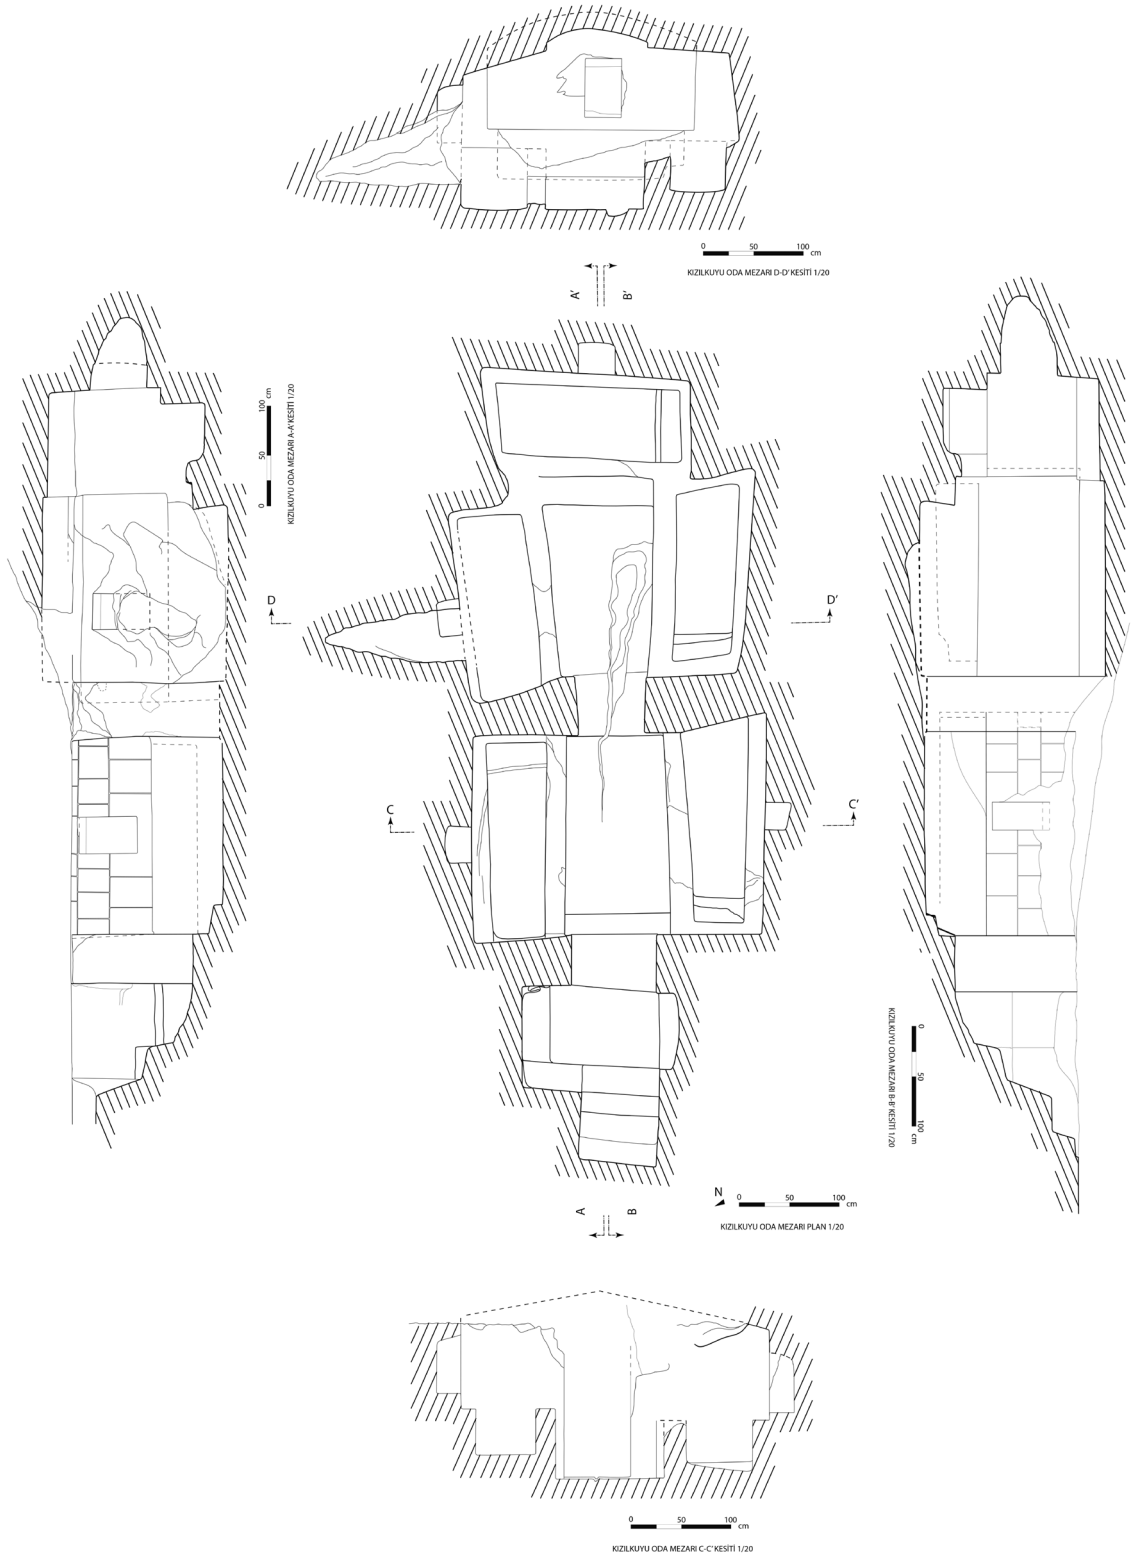 0 50 100
cm
KIZILKUYU ODA MEZARI D-D' KESİTİ 1/20
A' B'
0 50 100 cm
KIZILKUYU ODA MEZARI A-A' KESİTİ 1/20
D D'
C C'
0 50 100 cm
KIZILKUYU ODA MEZARI B-B' KESİTİ 1/20
N
0 50 100
cm
KIZILKUYU ODA MEZARI PLAN 1/20
A B
0 50 100
cm
KIZILKUYU ODA MEZARI C-C' KESİTİ 1/20